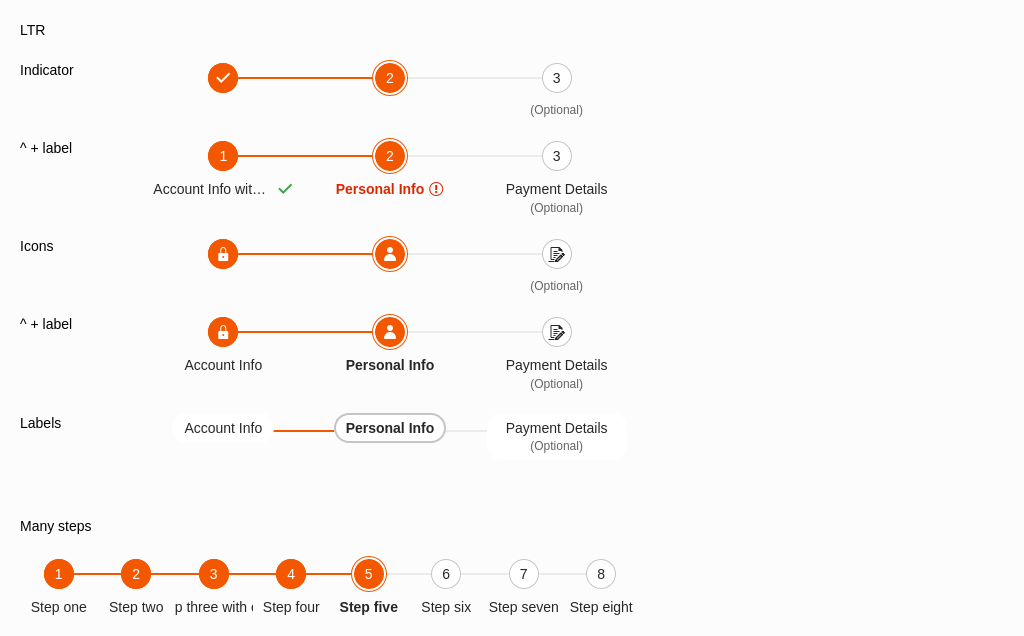 LTR
Indicator
2
3
(Optional)
^ + label
1
2
3
Account Info wit…
Personal Info
Payment Details
(Optional)
Icons
(Optional)
^ + label
Account Info
Personal Info
Payment Details
(Optional)
Labels
Account Info
Personal Info
Payment Details
(Optional)
Many steps
1
2
3
4
5
6
7
8
Step one
Step two
p three with
Step four
Step five
Step six
Step seven
Step eight